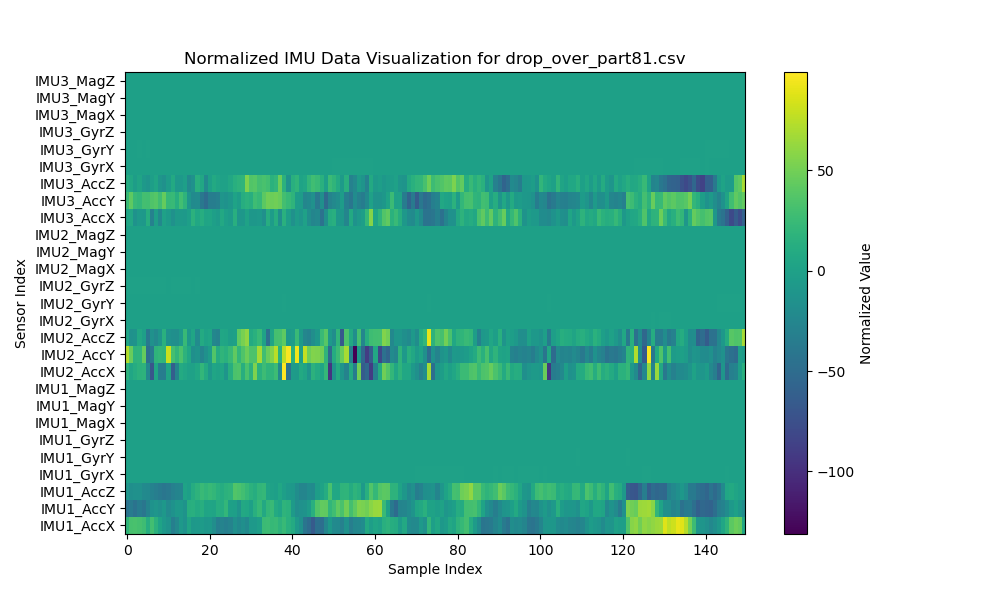 Normalized IMU Data Visualization for drop_over_part81.csv
IMU3_MagZ
IMU3_MagY
IMU3_MagX
IMU3_GyrZ
IMU3_GyrY
IMU3_GyrX
IMU3_AccZ
IMU3_AccY
IMU3_AccX
IMU2_MagZ
IMU2_MagY
IMU2_MagX
IMU2_GyrZ
IMU2_GyrY
IMU2_GyrX
IMU2_AccZ
IMU2_AccY
IMU2_AccX
IMU1_MagZ
IMU1_MagY
IMU1_MagX
IMU1_GyrZ
IMU1_GyrY
IMU1_GyrX
IMU1_AccZ
IMU1_AccY
IMU1_AccX
Sensor Index
0 20 40 60 80 100 120 140
Sample Index
50
0
−50
−100
Normalized Value